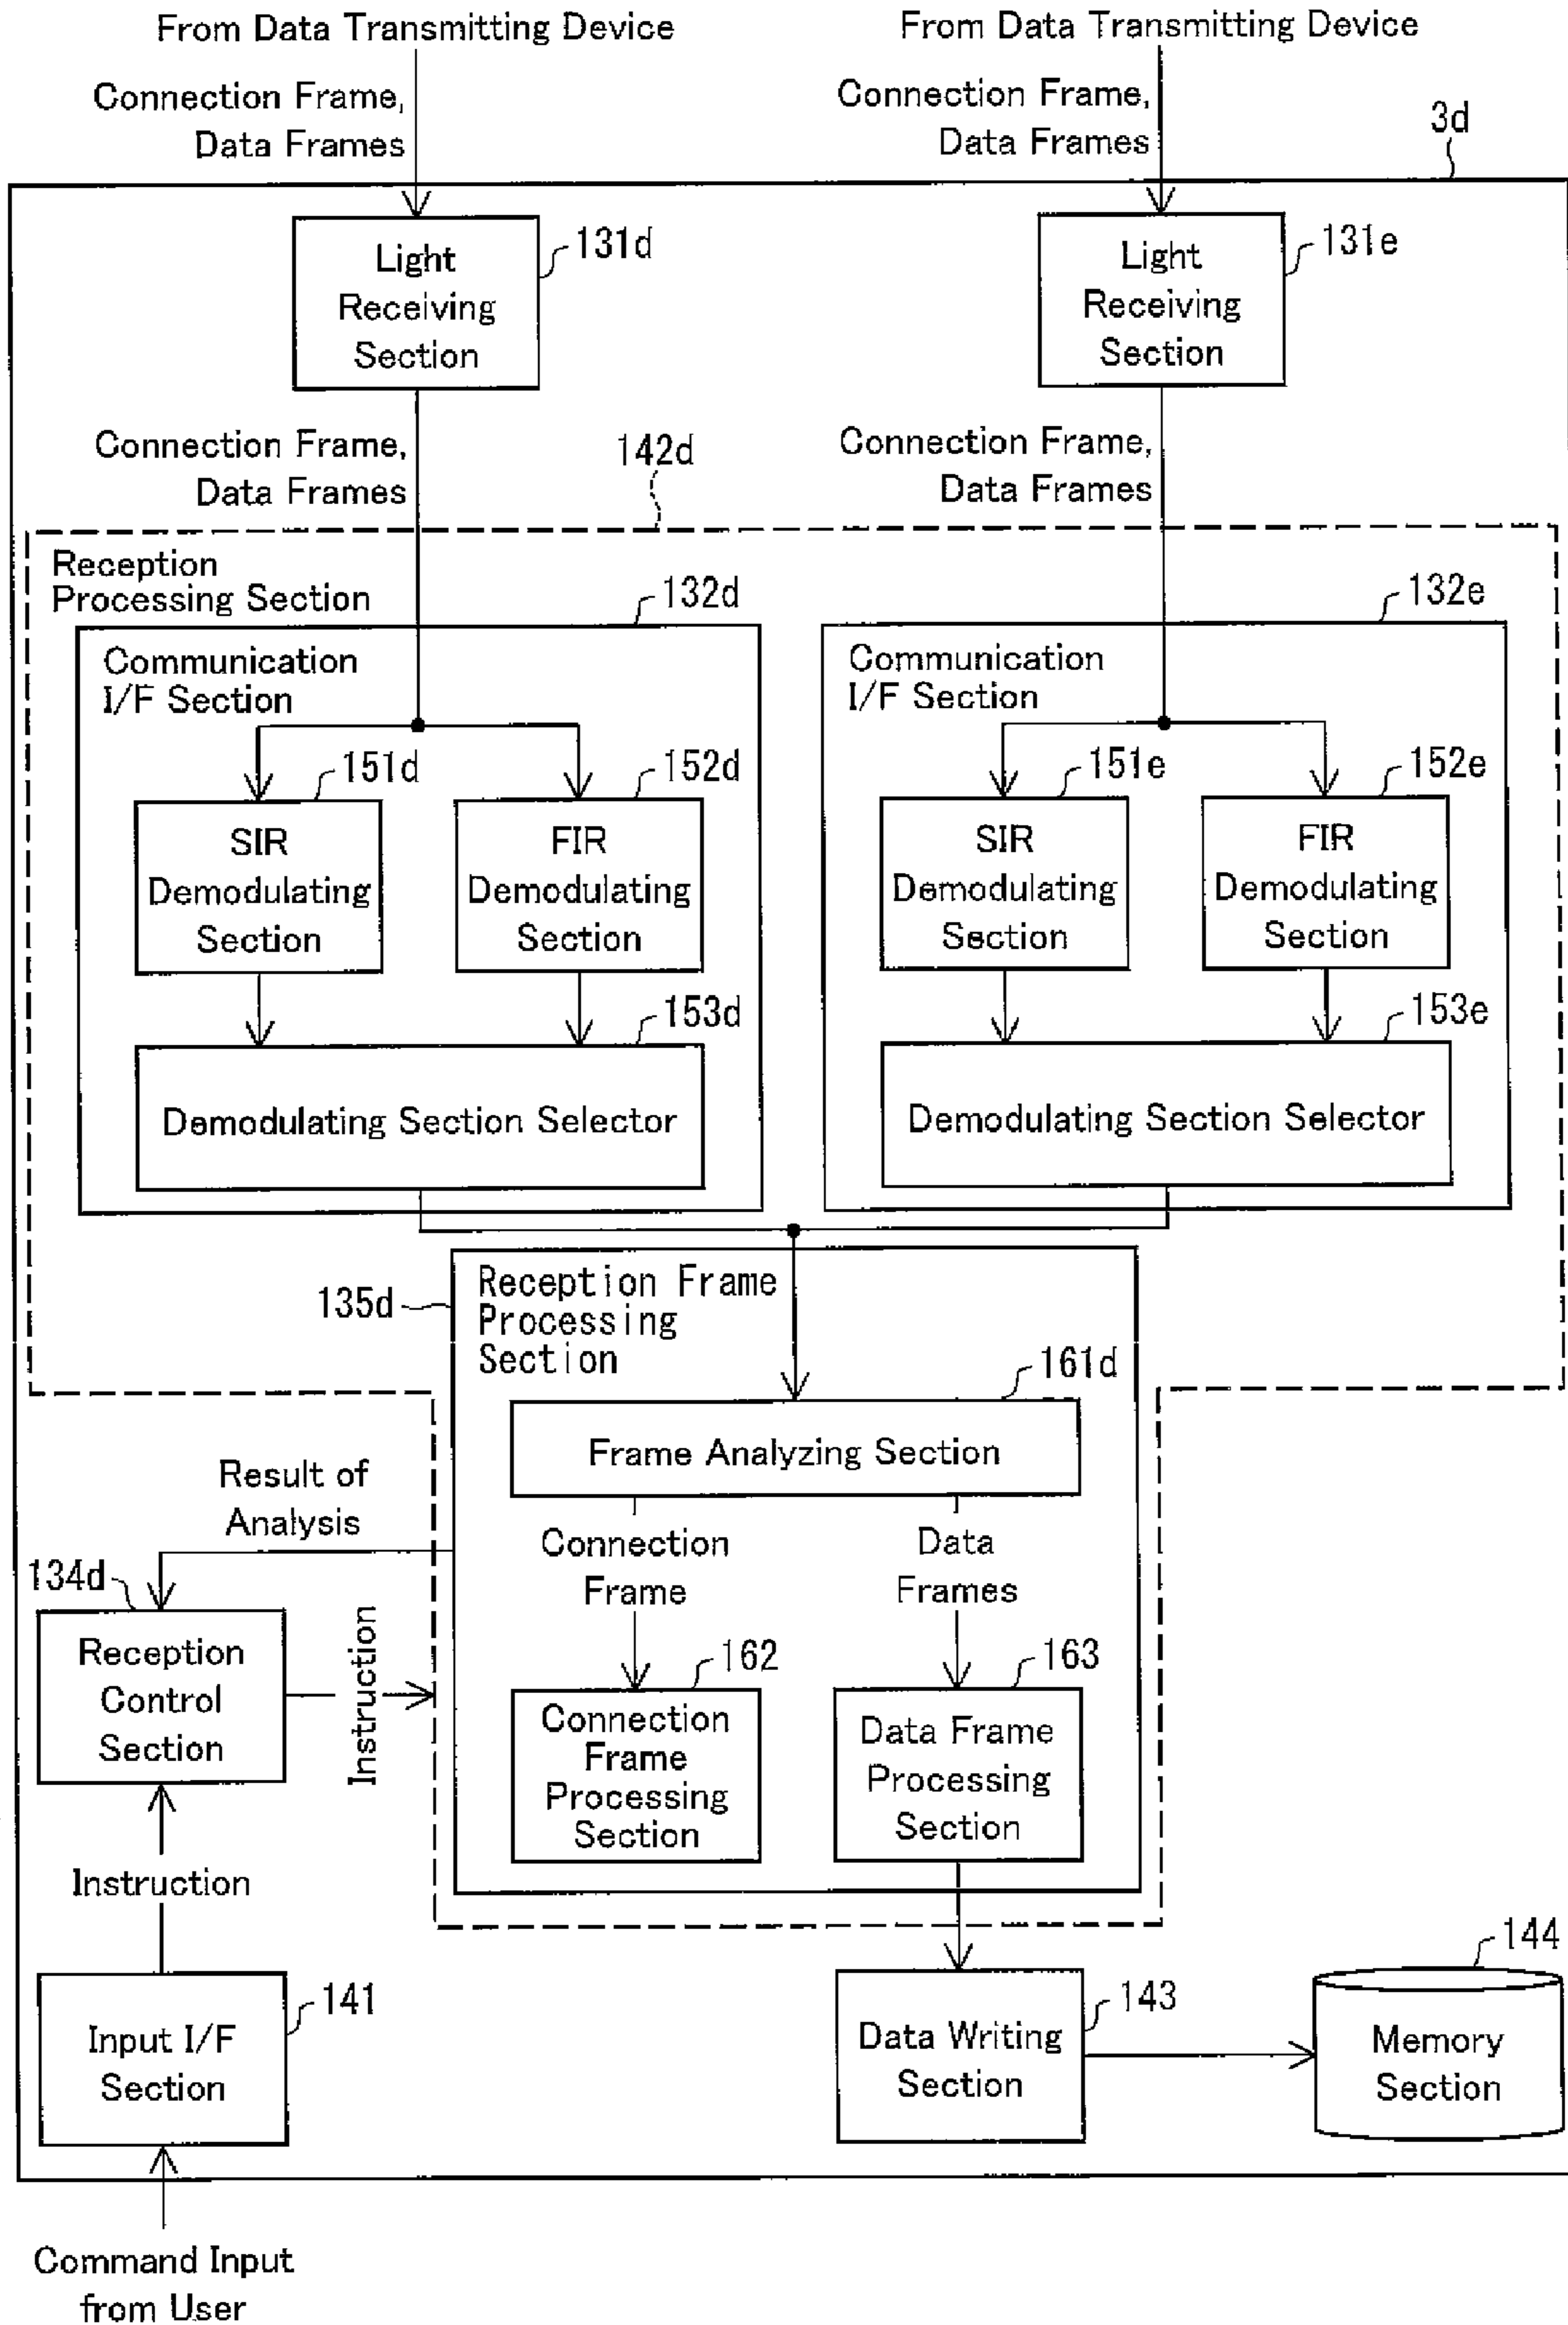 From Data Transmitting Device
From Data Transmitting Device
Connection Frame,
Data Frames
Connection Frame,
Data Frames
3d
Light
Receiving
Section
131d
Light
Receiving
Section
131e
Connection Frame,
Data Frames
142d
Connection Frame,
Data Frames
Reception
Processing Section
132d
132e
Communication
I/F Section
Communication
I/F Section
151d
152d
151e
152e
SIR
Demodulating
Section
FIR
Demodulating
Section
SIR
Demodulating
Section
FIR
Demodulating
Section
153d
153e
Demodulating Section Selector
Demodulating Section Selector
135d
Reception Frame
Processing
Section
161d
Frame Analyzing Section
Result of
Analysis
Connection
Frame
Data
Frames
134d
Reception
Control
Section
Instruction
162
163
Connection
Frame
Processing
Section
Data Frame
Processing
Section
Instruction
144
Input I/F
Section
141
Data Writing
Section
143
Memory
Section
Command Input
from User